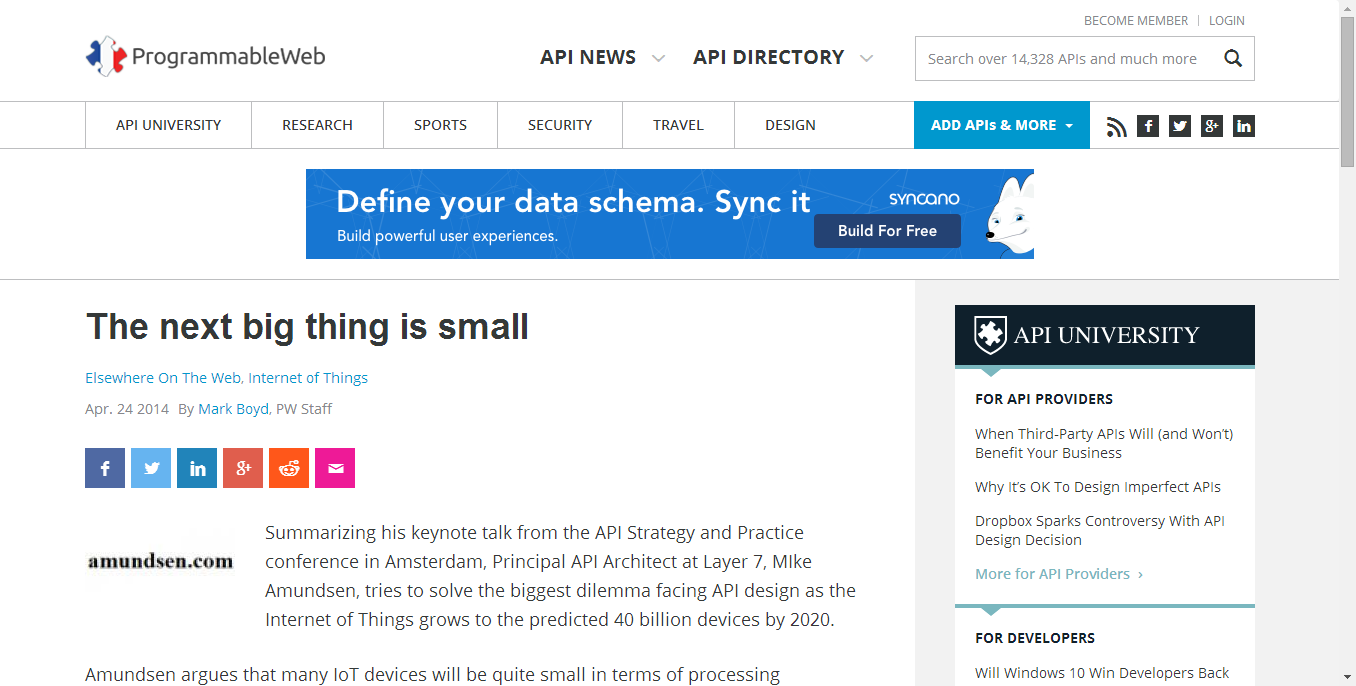 BECOME MEMBER | LOGIN
ProgrammableWeb
API NEWS
API DIRECTORY
Search over 14,328 APIs and much more
API UNIVERSITY
RESEARCH
SPORTS
SECURITY
TRAVEL
DESIGN
ADD APIs & MORE
f
g+
in
Define your data schema. Sync it
Build powerful user experiences.
syncano
Build For Free
The next big thing is small
Elsewhere On The Web, Internet of Things
Apr. 24 2014 By Mark Boyd, PW Staff
f
in
g+
amundsen.com
Summarizing his keynote talk from the API Strategy and Practice
conference in Amsterdam, Principal API Architect at Layer 7, MIke
Amundsen, tries to solve the biggest dilemma facing API design as the
Internet of Things grows to the predicted 40 billion devices by 2020.
Amundsen argues that many IoT devices will be quite small in terms of processing
API UNIVERSITY
FOR API PROVIDERS
When Third-Party APIs Will (and Won't)
Benefit Your Business
Why It's OK To Design Imperfect APIs
Dropbox Sparks Controversy With API
Design Decision
More for API Providers ›
FOR DEVELOPERS
Will Windows 10 Win Developers Back